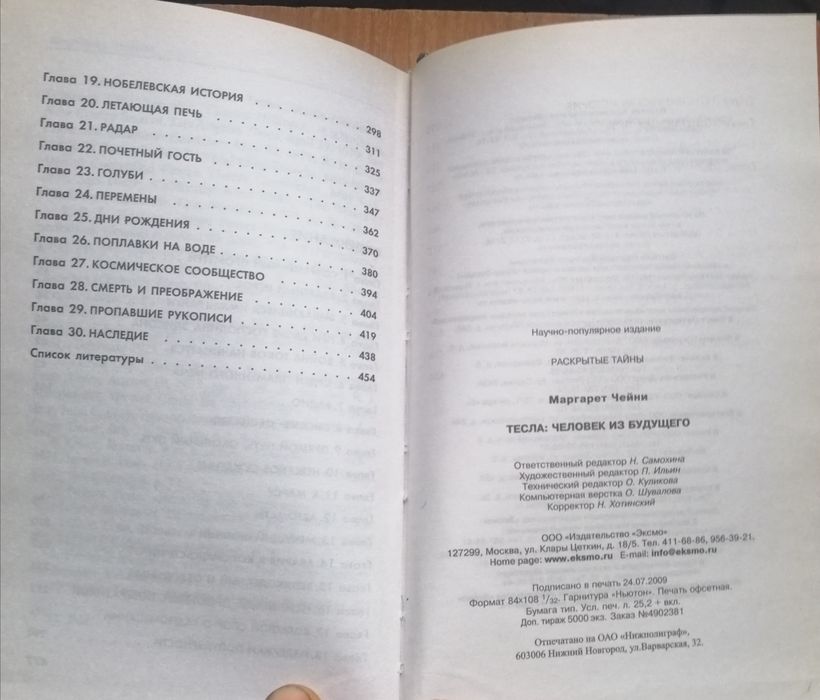 Глава 19. НОБЕЛЕВСКАЯ ИСТОРИЯ . . . . . . . . . 298
Глава 20. ЛЕТАЮЩАЯ ПЕЧЬ . . . . . . . . . . . 311
Глава 21. РАДАР . . . . . . . . . . . . . . . 325
Глава 22. ПОЧЕТНЫЙ ГОСТЬ . . . . . . . . . . . 337
Глава 23. ГОЛУБИ . . . . . . . . . . . . . . . 347
Глава 24. ПЕРЕМЕНЫ . . . . . . . . . . . . . . 362
Глава 25. ДНИ РОЖДЕНИЯ . . . . . . . . . . . . 370
Глава 26. ПОПЛАВКИ НА ВОДЕ . . . . . . . . . . 380
Глава 27. КОСМИЧЕСКОЕ СООБЩЕСТВО . . . . . . . 394
Глава 28. СМЕРТЬ И ПРЕОБРАЖЕНИЕ . . . . . . . . 404
Глава 29. ПРОПАВШИЕ РУКОПИСИ . . . . . . . . . 419
Глава 30. НАСЛЕДИЕ . . . . . . . . . . . . . . 438
Список литературы . . . . . . . . . . . . . . . 454
Научно-популярное издание
РАСКРЫТЫЕ ТАЙНЫ
Маргарет Чейни
ТЕСЛА: ЧЕЛОВЕК ИЗ БУДУЩЕГО
Ответственный редактор Н. Самохина
Художественный редактор П. Ильин
Технический редактор О. Куликова
Компьютерная верстка О. Шувалова
Корректор Н. Хотинский
ООО «Издательство «Эксмо»
127299, Москва, ул. Клары Цеткин, д. 18/5. Тел. 411-68-86, 956-39-21.
Home page: www.eksmo.ru E-mail: info@eksmo.ru
Подписано в печать 24.07.2009
Формат 84x108 1/32. Гарнитура «Ньютон». Печать офсетная.
Бумага тип. Усл. печ. л. 25,2 + вкл.
Доп. тираж 5000 экз. Заказ №4902381
Отпечатано на ОАО «Нижполиграф»,
603006 Нижний Новгород, ул.Варварская, 32.